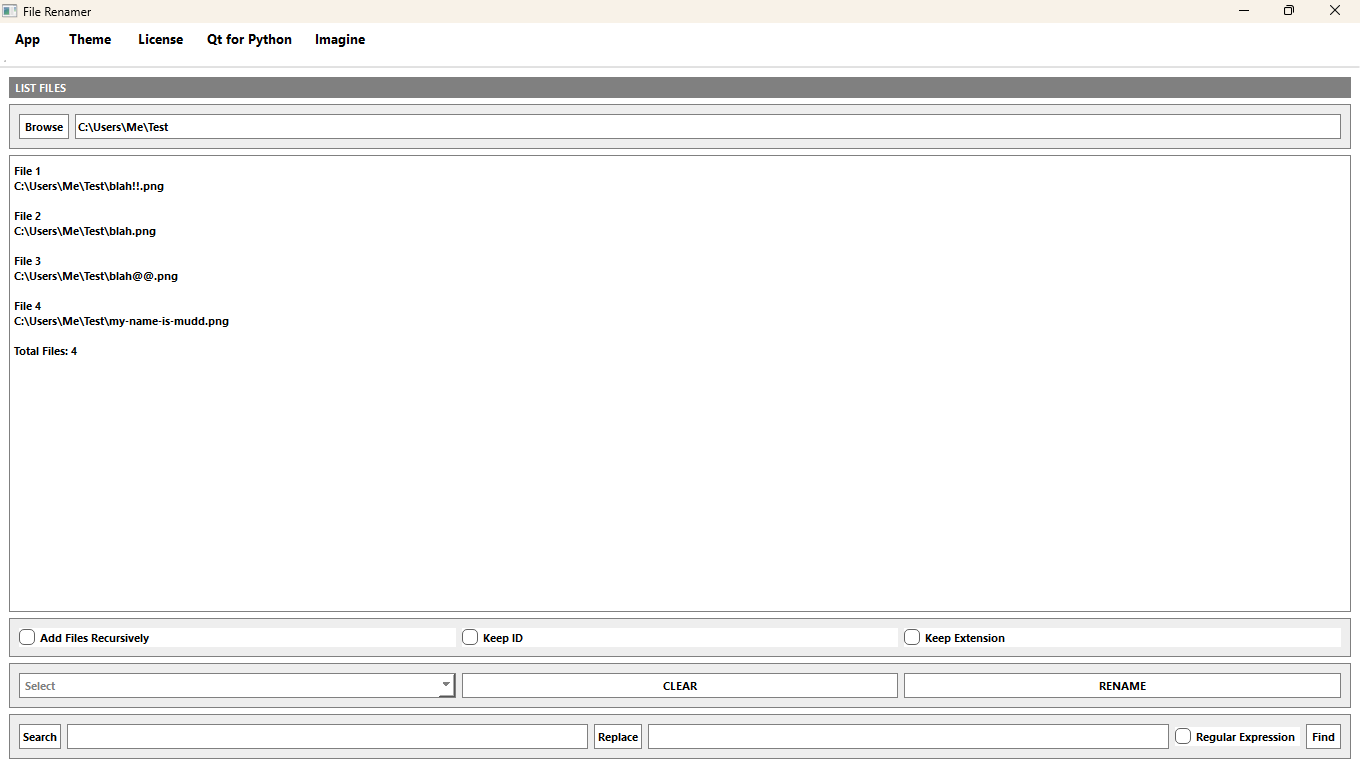 File Renamer
App Theme License Qt for Python Imagine
LIST FILES
Browse C:\Users\Me\Test
File 1
C:\Users\Me\Test\blah!!.png
File 2
C:\Users\Me\Test\blah.png
File 3
C:\Users\Me\Test\blah@@.png
File 4
C:\Users\Me\Test\my-name-is-mudd.png
Total Files: 4
Add Files Recursively Keep ID Keep Extension
Select CLEAR RENAME
Search Replace Regular Expression Find